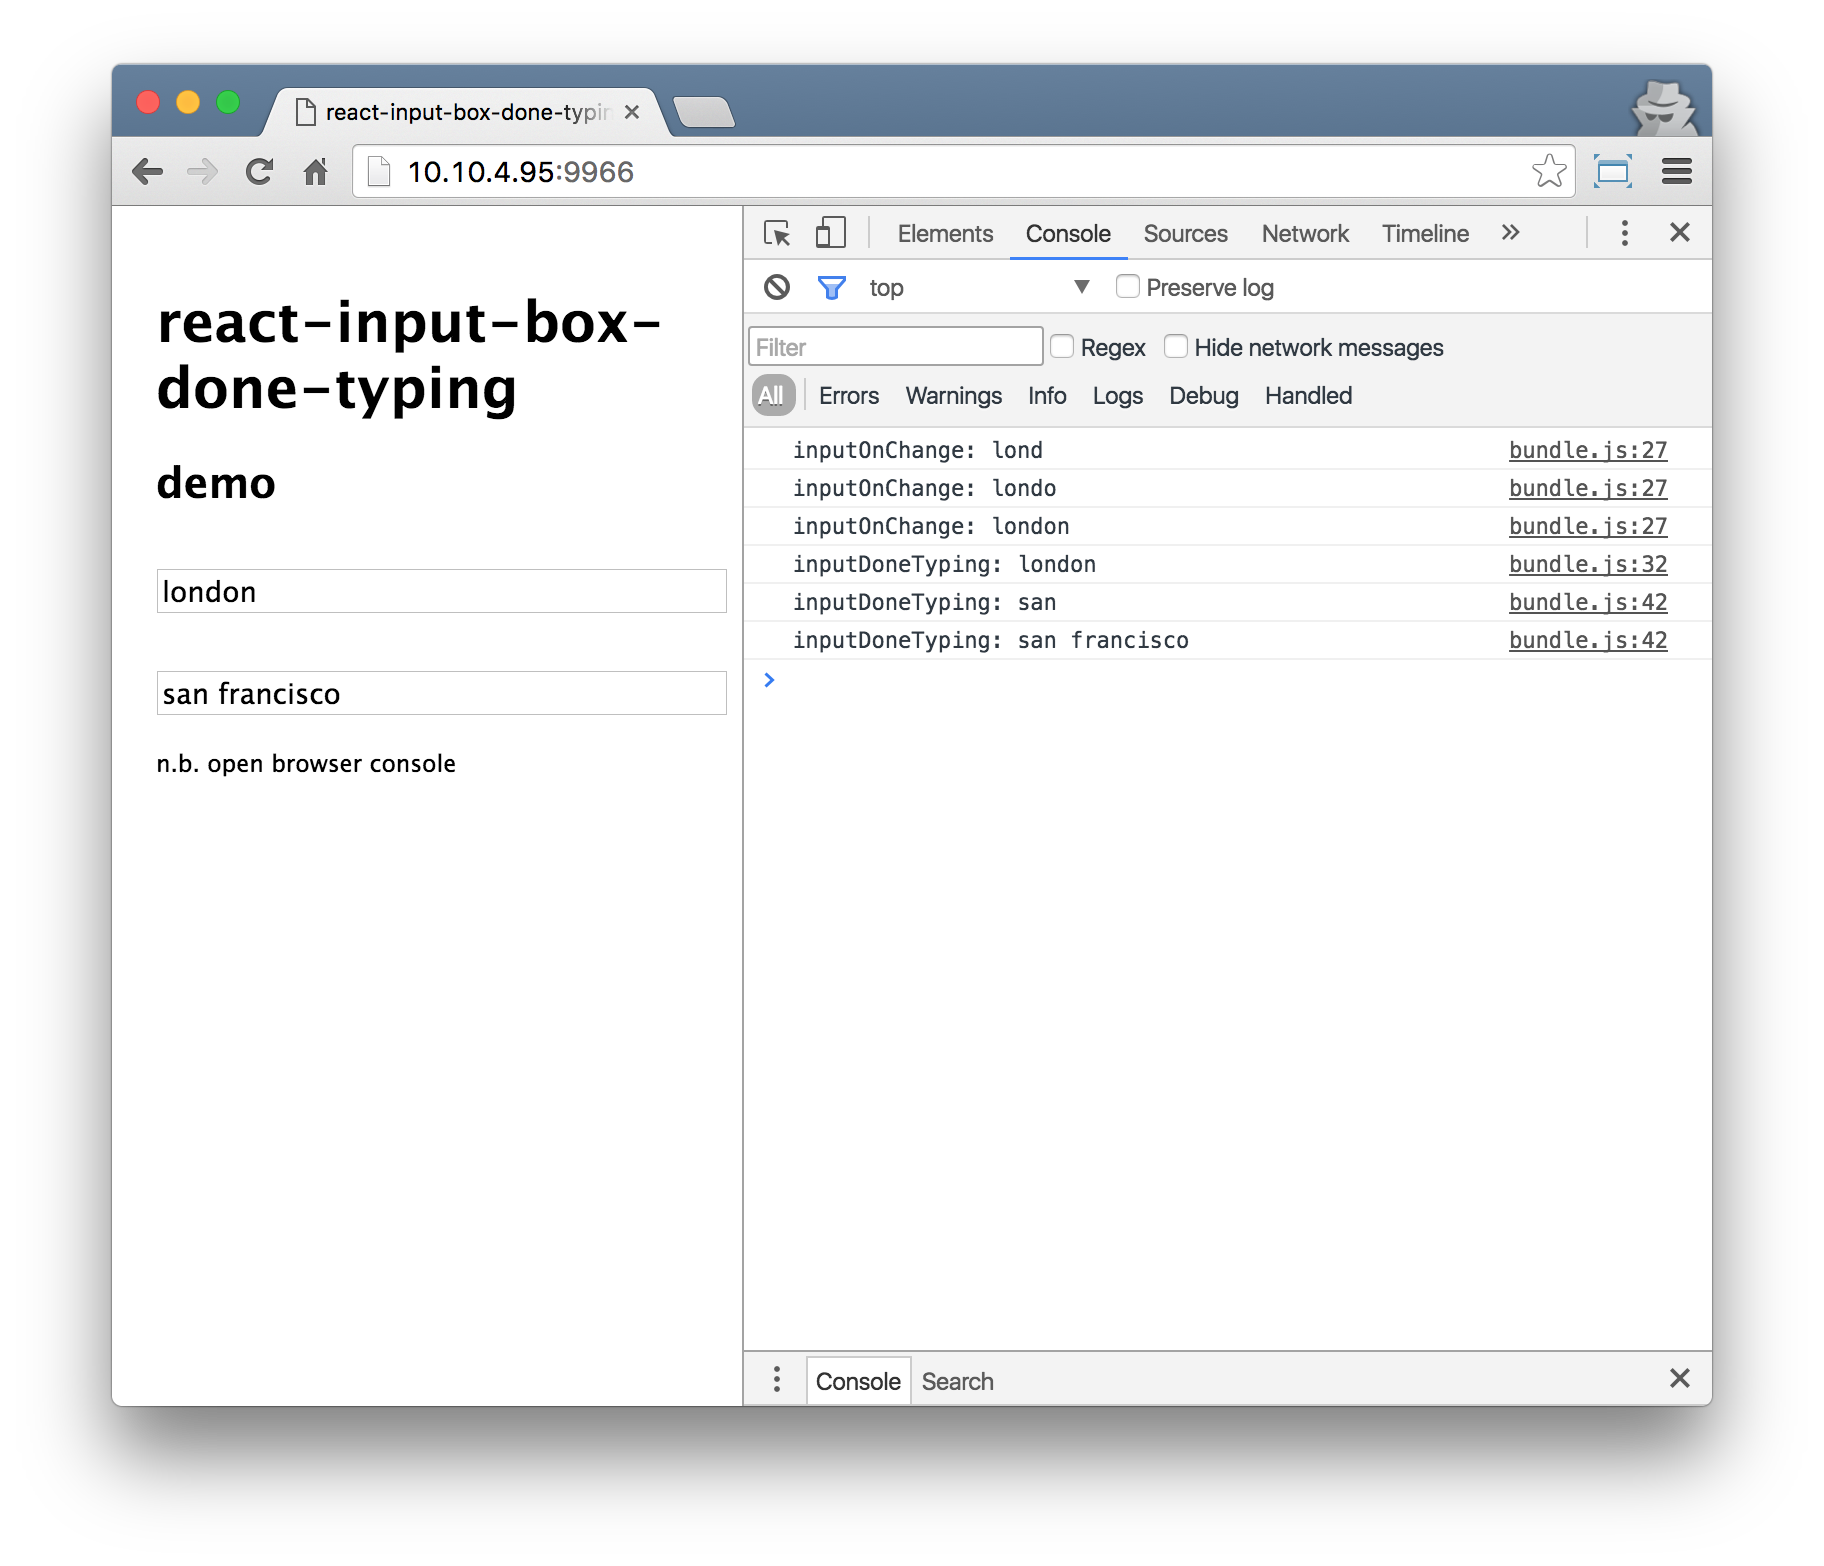 react-input-box-done-typin
10.10.4.95:9966
react-input-box-
done-typing
demo
london
san francisco
n.b. open browser console
Elements Console Sources Network Timeline »
top ▼ Preserve log
Filter Regex Hide network messages
All Errors Warnings Info Logs Debug Handled
inputOnChange: lond bundle.js:27
inputOnChange: londo bundle.js:27
inputOnChange: london bundle.js:27
inputDoneTyping: london bundle.js:32
inputDoneTyping: san bundle.js:42
inputDoneTyping: san francisco bundle.js:42
>
Console Search